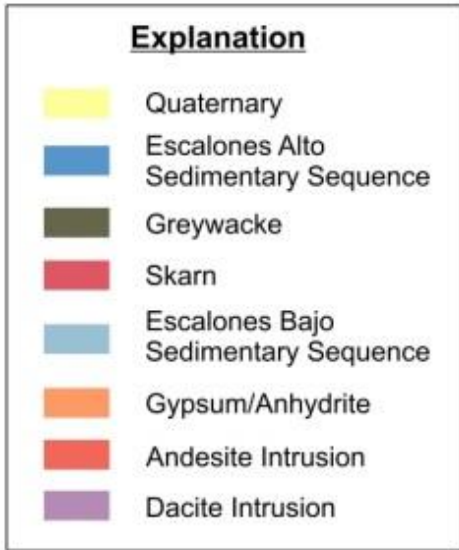 Explanation
Quaternary
Escalones Alto
Sedimentary Sequence
Greywacke
Skarn
Escalones Bajo
Sedimentary Sequence
Gypsum/Anhydrite
Andesite Intrusion
Dacite Intrusion